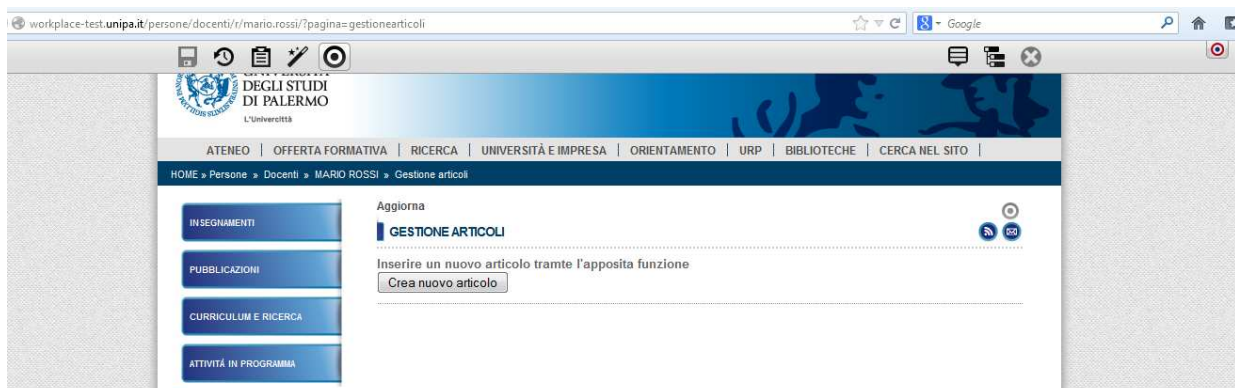 workplace-test.unipa.it/persone/docenti/r/mario.rossi/?pagina=gestionearticoli
Google
DEGLI STUDI
DI PALERMO
L'Univercittà
ATENEO | OFFERTA FORMATIVA | RICERCA | UNIVERSITÀ E IMPRESA | ORIENTAMENTO | URP | BIBLIOTECHE | CERCA NEL SITO |
HOME » Persone » Docenti » MARIO ROSSI » Gestione articoli
INSEGNAMENTI
PUBBLICAZIONI
CURRICULUM E RICERCA
ATTIVITÁ IN PROGRAMMA
Aggiorna
GESTIONE ARTICOLI
Inserire un nuovo articolo tramte l'apposita funzione
Crea nuovo articolo